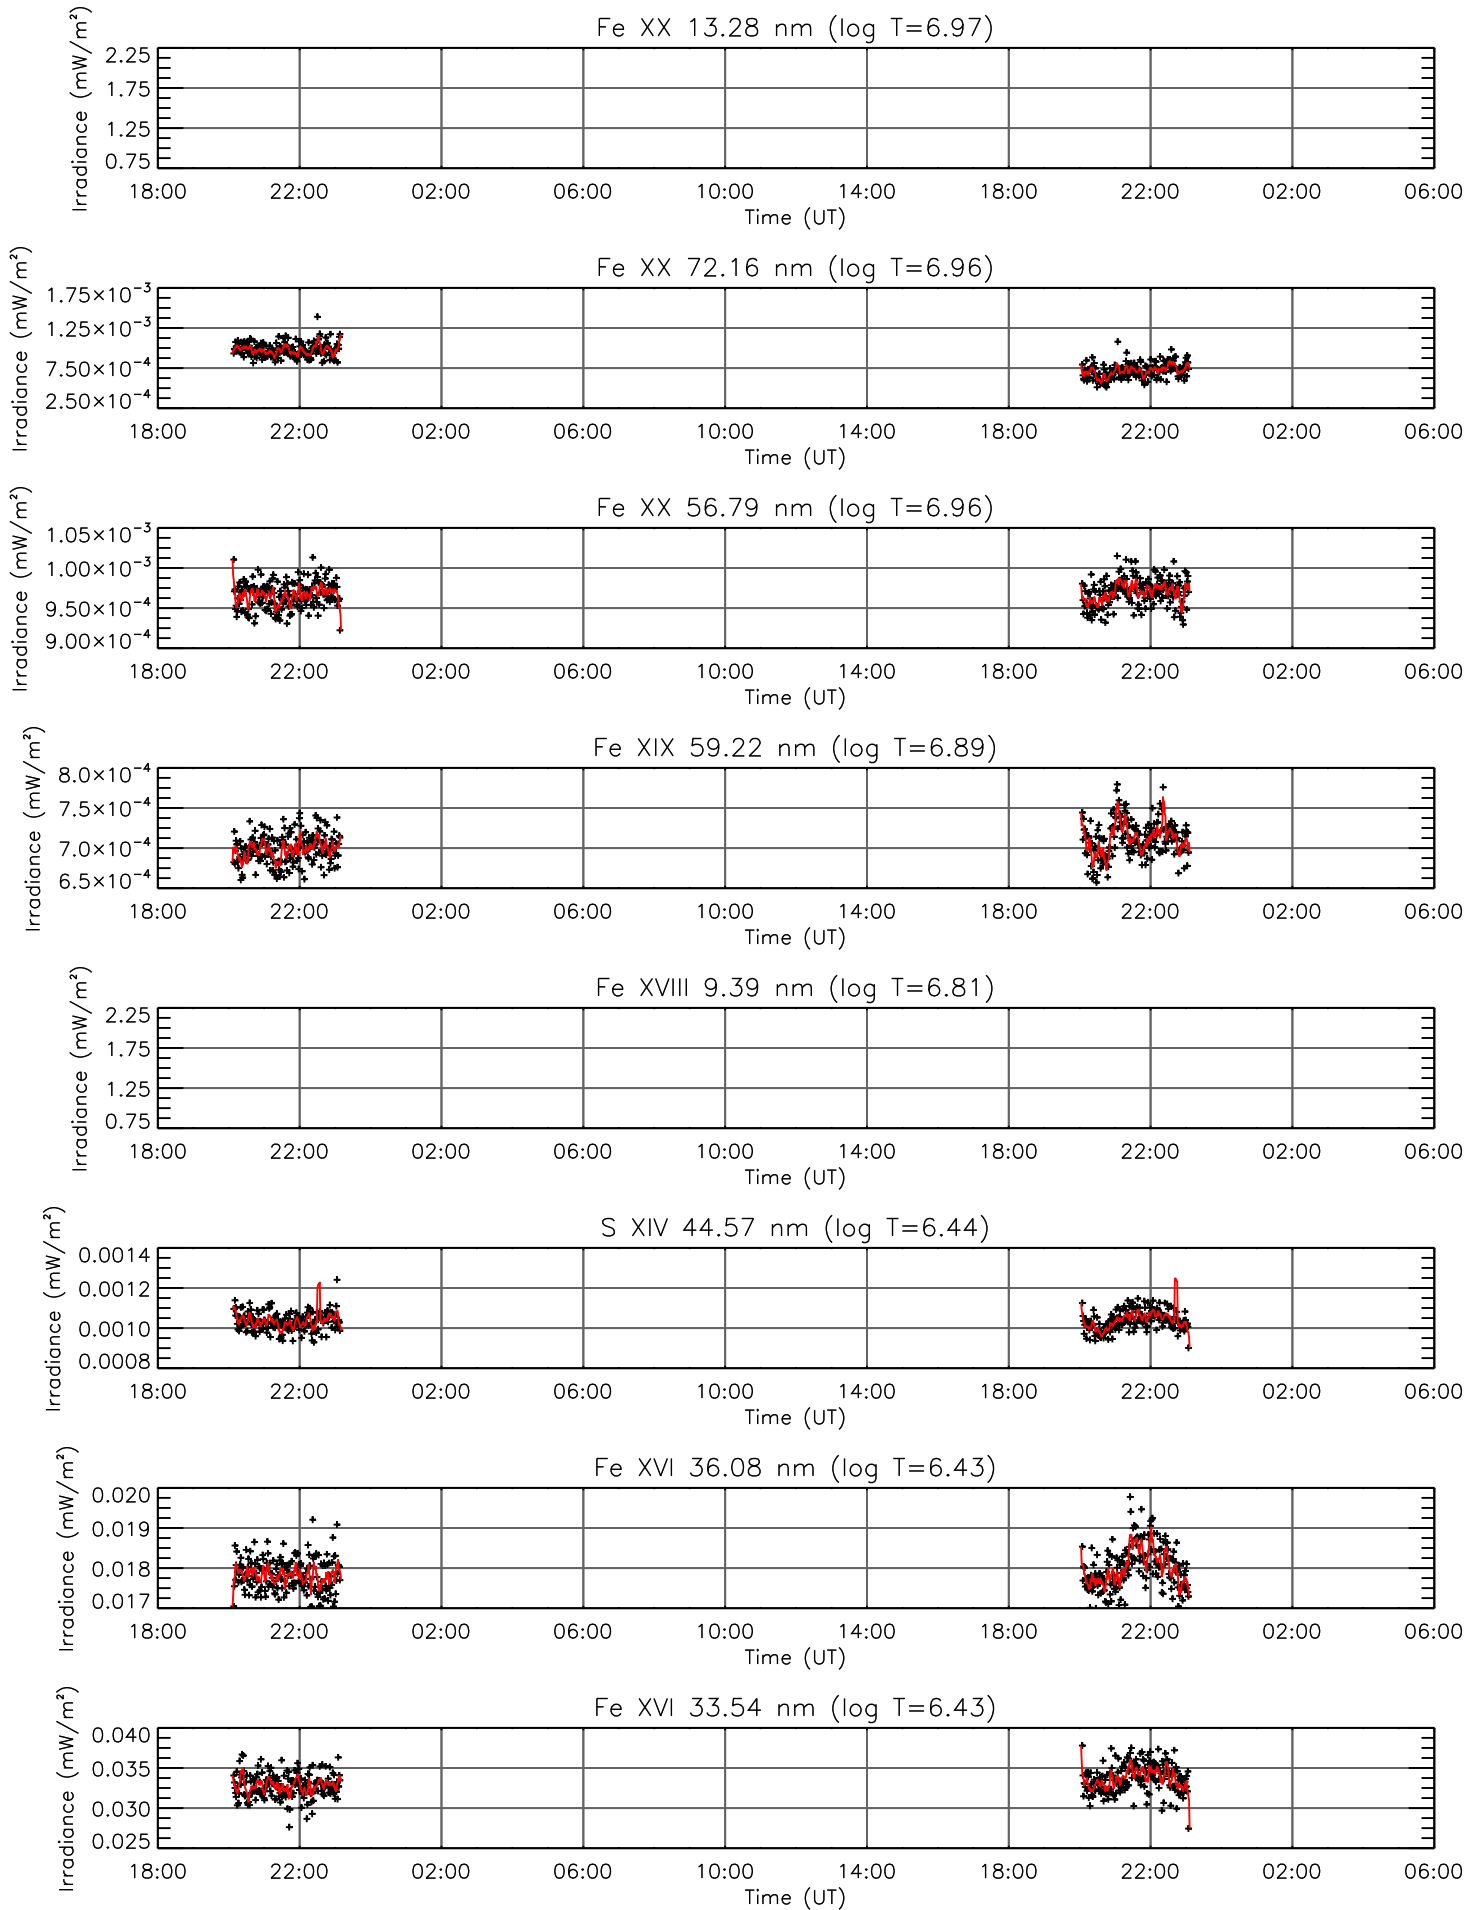 Fe XX 13.28 nm (log T=6.97)
Irradiance (mW/m²)
2.25
1.75
1.25
0.75
18:00 22:00 02:00 06:00 10:00 14:00 18:00 22:00 02:00 06:00
Time (UT)
Fe XX 72.16 nm (log T=6.96)
Irradiance (mW/m²)
1.75×10⁻³
1.25×10⁻³
7.50×10⁻⁴
2.50×10⁻⁴
18:00 22:00 02:00 06:00 10:00 14:00 18:00 22:00 02:00 06:00
Time (UT)
Fe XX 56.79 nm (log T=6.96)
Irradiance (mW/m²)
1.05×10⁻³
1.00×10⁻³
9.50×10⁻⁴
9.00×10⁻⁴
18:00 22:00 02:00 06:00 10:00 14:00 18:00 22:00 02:00 06:00
Time (UT)
Fe XIX 59.22 nm (log T=6.89)
Irradiance (mW/m²)
8.0×10⁻⁴
7.5×10⁻⁴
7.0×10⁻⁴
6.5×10⁻⁴
18:00 22:00 02:00 06:00 10:00 14:00 18:00 22:00 02:00 06:00
Time (UT)
Fe XVIII 9.39 nm (log T=6.81)
Irradiance (mW/m²)
2.25
1.75
1.25
0.75
18:00 22:00 02:00 06:00 10:00 14:00 18:00 22:00 02:00 06:00
Time (UT)
S XIV 44.57 nm (log T=6.44)
Irradiance (mW/m²)
0.0014
0.0012
0.0010
0.0008
18:00 22:00 02:00 06:00 10:00 14:00 18:00 22:00 02:00 06:00
Time (UT)
Fe XVI 36.08 nm (log T=6.43)
Irradiance (mW/m²)
0.020
0.019
0.018
0.017
18:00 22:00 02:00 06:00 10:00 14:00 18:00 22:00 02:00 06:00
Time (UT)
Fe XVI 33.54 nm (log T=6.43)
Irradiance (mW/m²)
0.040
0.035
0.030
0.025
18:00 22:00 02:00 06:00 10:00 14:00 18:00 22:00 02:00 06:00
Time (UT)